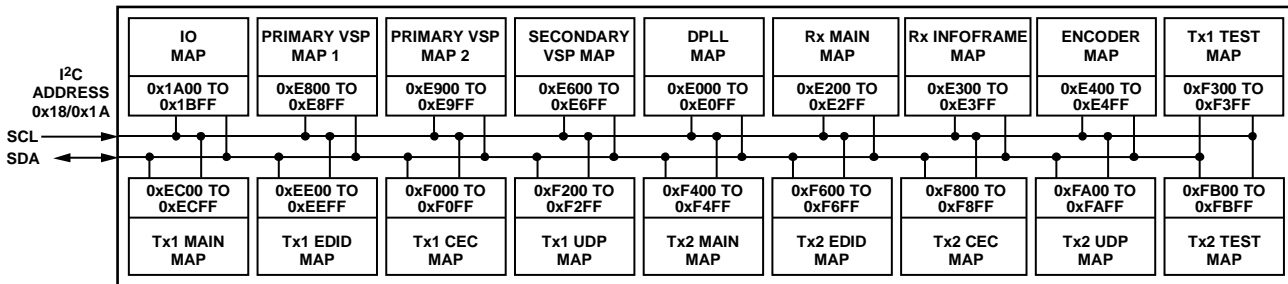 IO
MAP
PRIMARY VSP
MAP 1
PRIMARY VSP
MAP 2
SECONDARY
VSP MAP
DPLL
MAP
Rx MAIN
MAP
Rx INFOFRAME
MAP
ENCODER
MAP
Tx1 TEST
MAP
I2C
ADDRESS
0x18/0x1A
0x1A00 TO
0x1BFF
0xE800 TO
0xE8FF
0xE900 TO
0xE9FF
0xE600 TO
0xE6FF
0xE000 TO
0xE0FF
0xE200 TO
0xE2FF
0xE300 TO
0xE3FF
0xE400 TO
0xE4FF
0xF300 TO
0xF3FF
SCL
SDA
0xEC00 TO
0xECFF
0xEE00 TO
0xEEFF
0xF000 TO
0xF0FF
0xF200 TO
0xF2FF
0xF400 TO
0xF4FF
0xF600 TO
0xF6FF
0xF800 TO
0xF8FF
0xFA00 TO
0xFAFF
0xFB00 TO
0xFBFF
Tx1 MAIN
MAP
Tx1 EDID
MAP
Tx1 CEC
MAP
Tx1 UDP
MAP
Tx2 MAIN
MAP
Tx2 EDID
MAP
Tx2 CEC
MAP
Tx2 UDP
MAP
Tx2 TEST
MAP